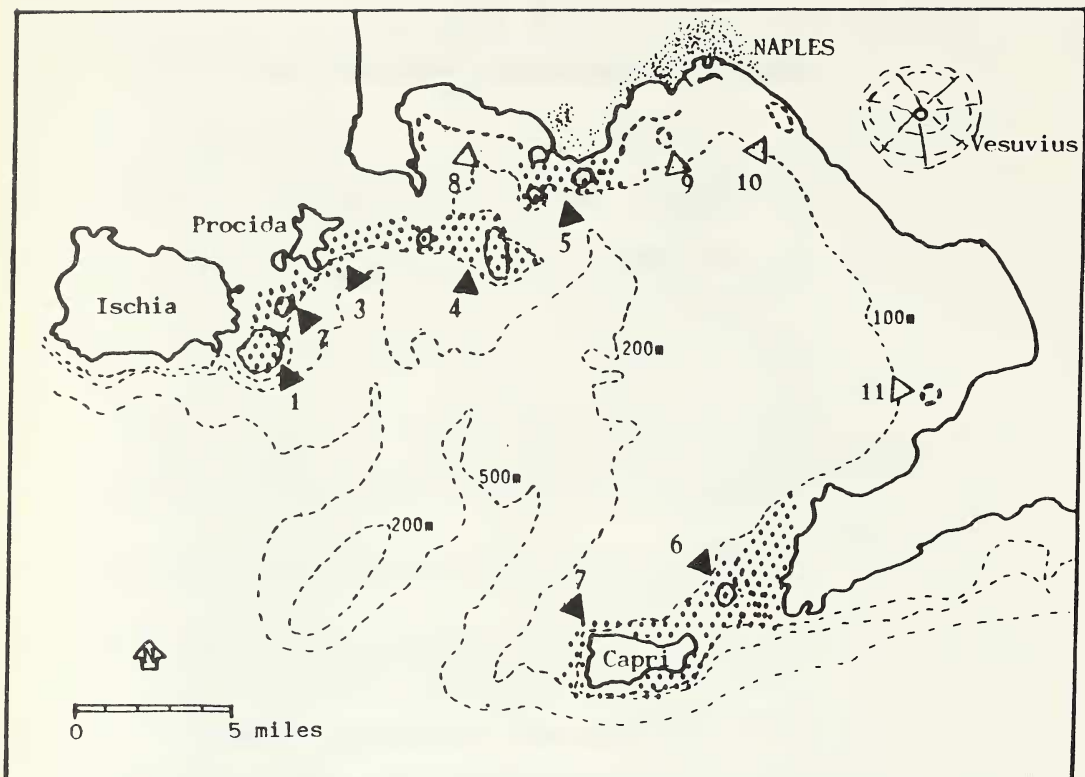 NAPLES
Vesuvius
8
9
10
Procida
5
Ischia
3
4
2
100m
200m
1
11
500m
200m
6
7
N
Capri
0 5 miles